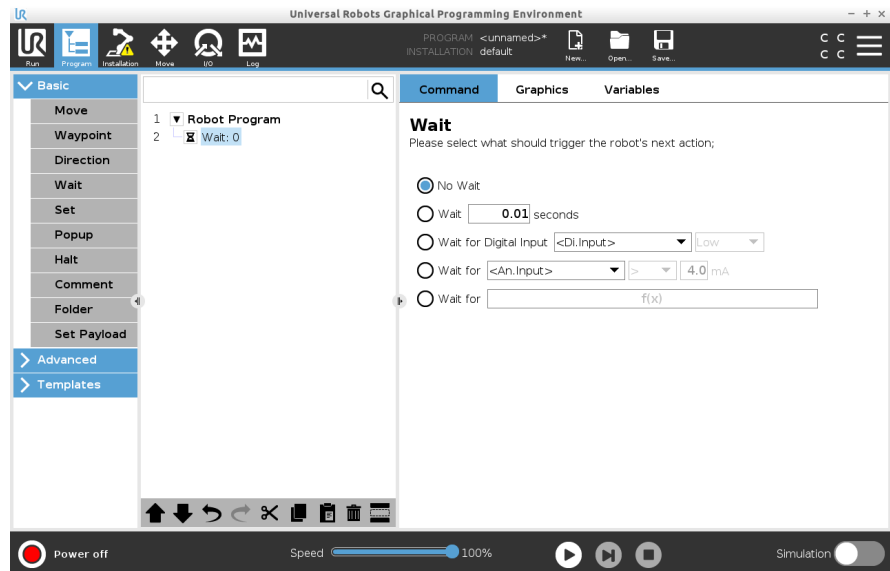 UR
Universal Robots Graphical Programming Environment
UR
Run
Program
Installation
Move
I/O
Log
PROGRAM <unnamed>*
INSTALLATION default
New...
Open...
Save...
C C
C C
Basic
Move
Waypoint
Direction
Wait
Set
Popup
Halt
Comment
Folder
Set Payload
Advanced
Templates
1 Robot Program
2 Wait: 0
Command Graphics Variables
Wait
Please select what should trigger the robot's next action;
No Wait
Wait 0.01 seconds
Wait for Digital Input <Di.Input> Low
Wait for <An.Input> > 4.0 mA
Wait for f(x)
Power off
Speed 100%
Simulation